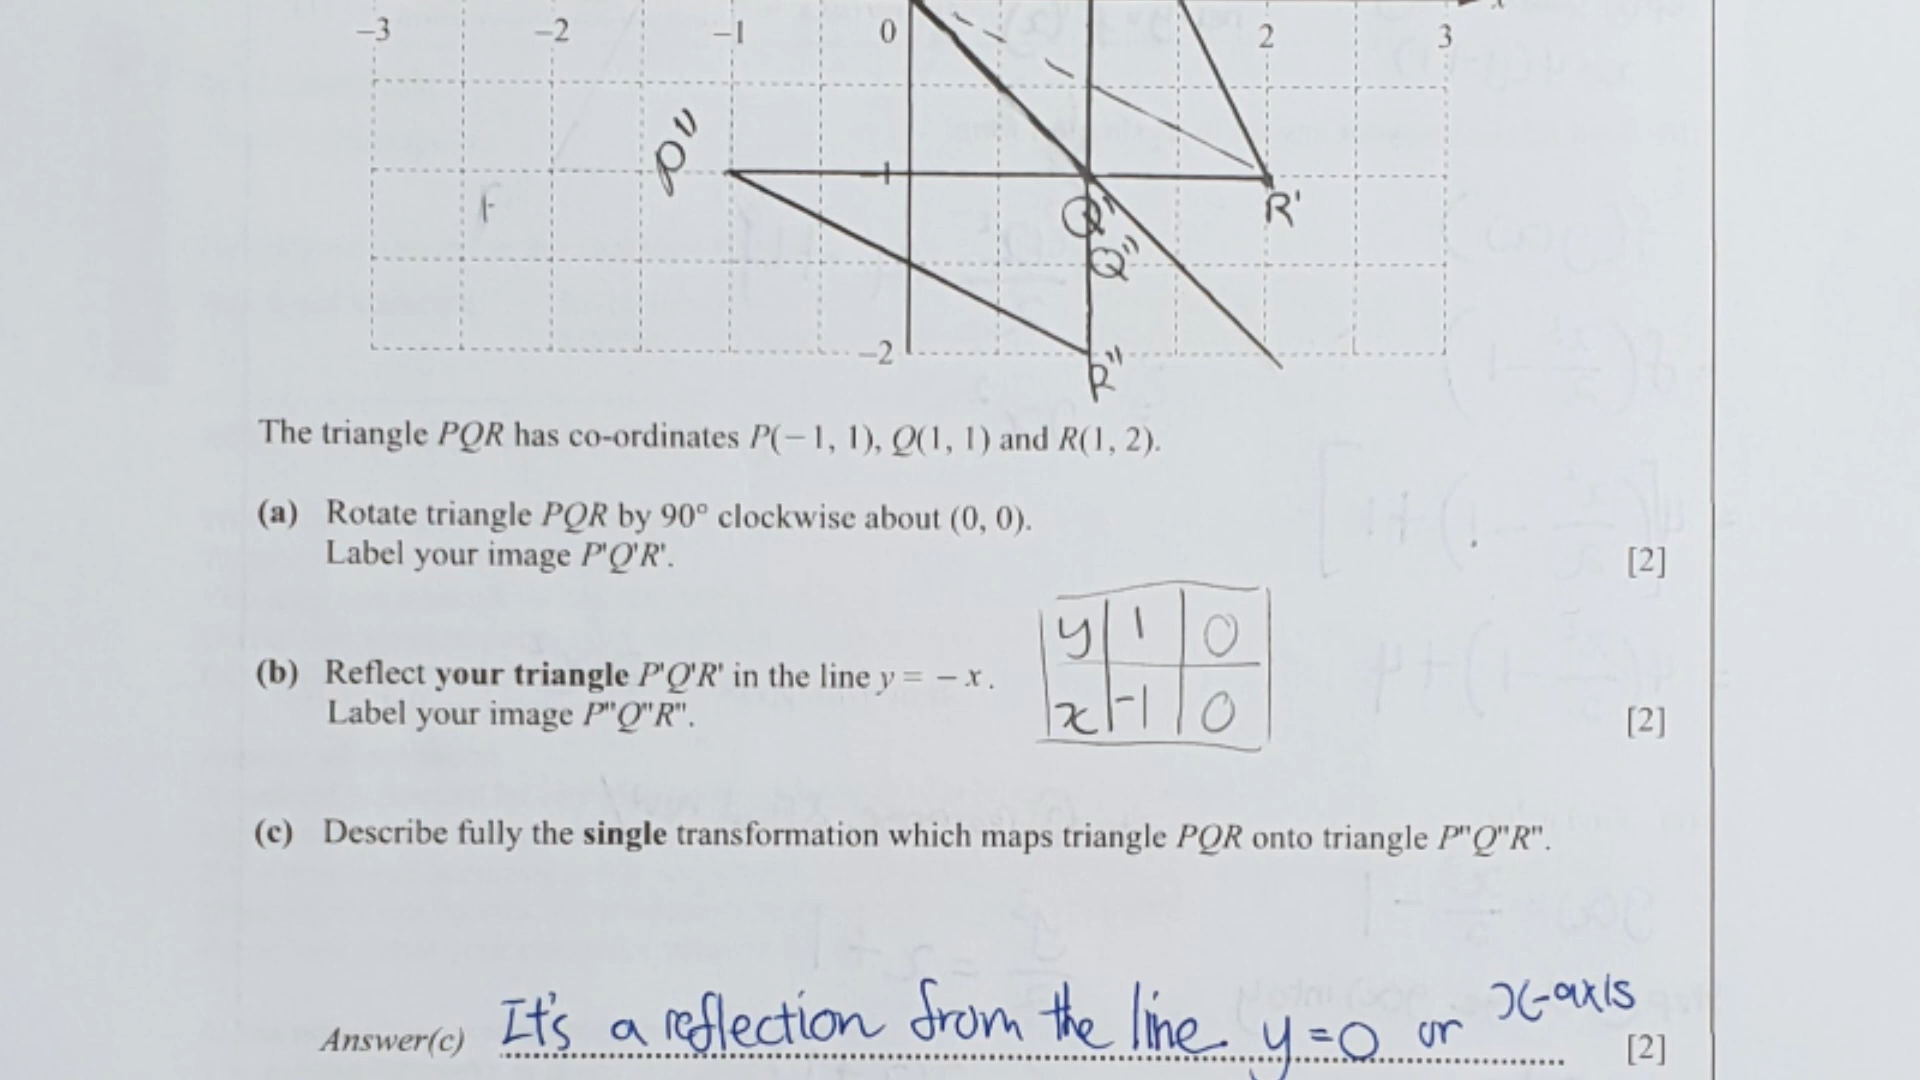 -3 -2 -1 0 2 3
P"
-1
Q' R'
Q"
-2
R"
The triangle PQR has co-ordinates P(−1, 1), Q(1, 1) and R(1, 2).
(a) Rotate triangle PQR by 90° clockwise about (0, 0).
Label your image P'Q'R'. [2]
y 1 0
(b) Reflect your triangle P'Q'R' in the line y = − x.
x -1 0
Label your image P"Q"R". [2]
(c) Describe fully the single transformation which maps triangle PQR onto triangle P"Q"R".
Answer(c) It's a reflection from the line y=0 or x-axis [2]